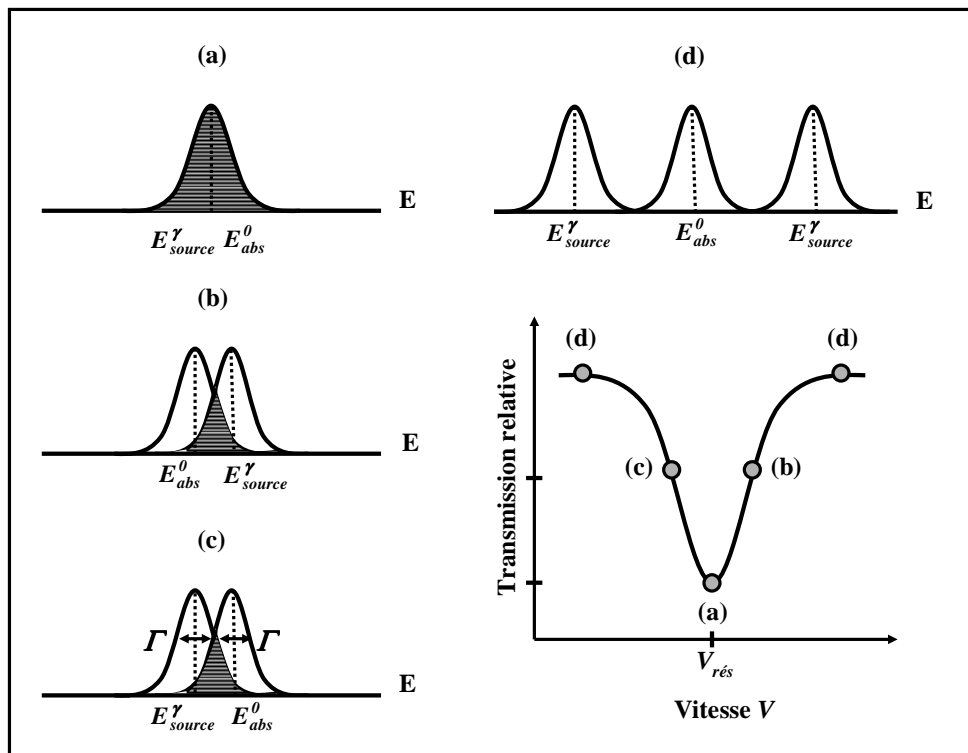 (a)
E
E^γ_source E^0_abs
(b)
E
E^0_abs E^γ_source
(c)
Γ Γ
E
E^γ_source E^0_abs
(d)
E
E^γ_source E^0_abs E^γ_source
Transmission relative
(d) (d)
(c) (b)
(a)
V_rés
Vitesse V